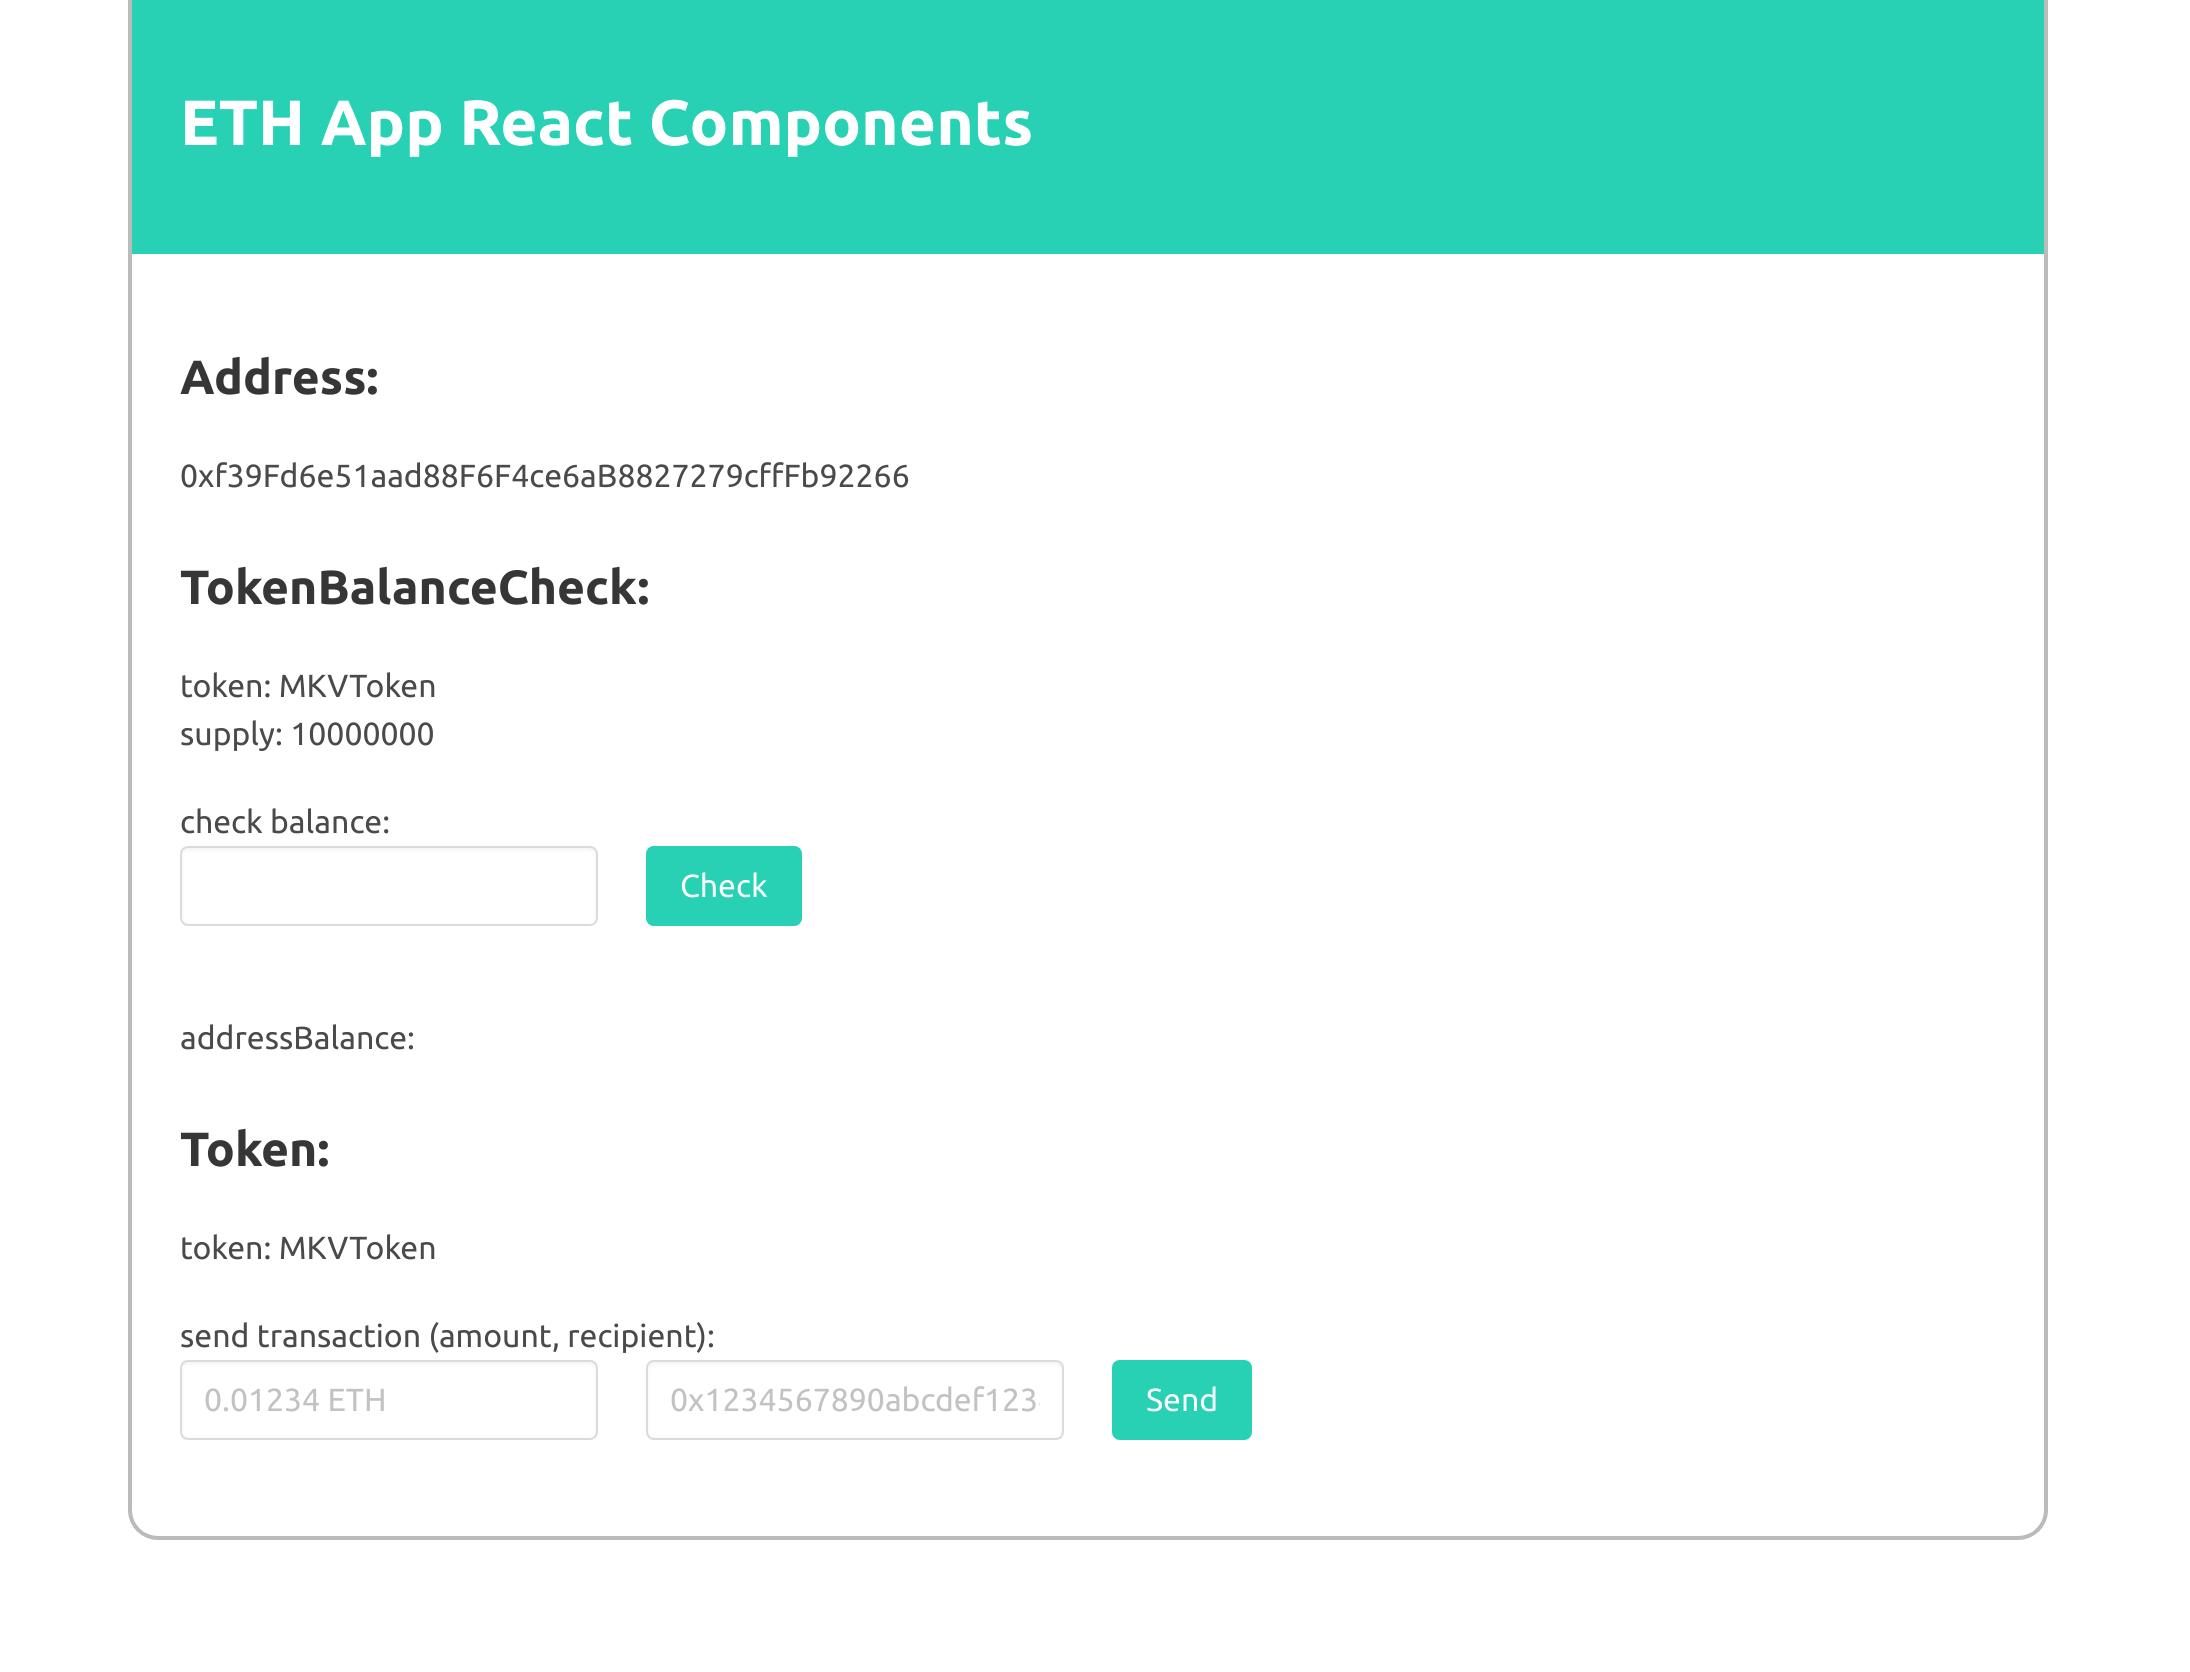 ETH App React Components
Address:
0xf39Fd6e51aad88F6F4ce6aB8827279cffFb92266
TokenBalanceCheck:
token: MKVToken
supply: 10000000
check balance:
Check
addressBalance:
Token:
token: MKVToken
send transaction (amount, recipient):
0.01234 ETH 0x1234567890abcdef123 Send